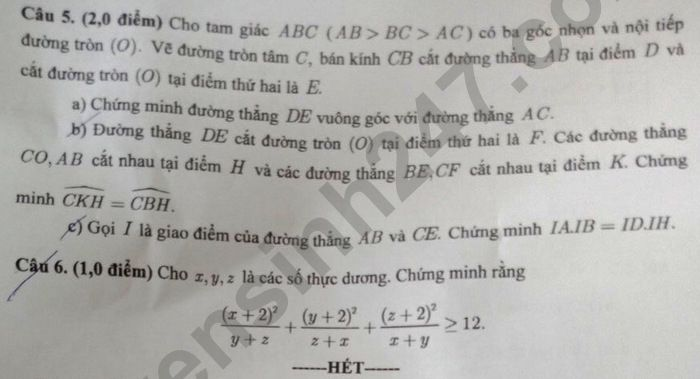 Câu 5. (2,0 điểm) Cho tam giác ABC ( AB > BC > AC ) có ba góc nhọn và nội tiếp
đường tròn (O). Vẽ đường tròn tâm C, bán kính CB cắt đường thẳng AB tại điểm D và
cắt đường tròn (O) tại điểm thứ hai là E.
a) Chứng minh đường thẳng DE vuông góc với đường thẳng AC.
b) Đường thẳng DE cắt đường tròn (O) tại điểm thứ hai là F. Các đường thẳng
CO, AB cắt nhau tại điểm H và các đường thẳng BE, CF cắt nhau tại điểm K. Chứng
minh \widehat{CKH} = \widehat{CBH}.
c) Gọi I là giao điểm của đường thẳng AB và CE. Chứng minh IA.IB = ID.IH.
Câu 6. (1,0 điểm) Cho x, y, z là các số thực dương. Chứng minh rằng
\frac{(x+2)^2}{y+z} + \frac{(y+2)^2}{z+x} + \frac{(z+2)^2}{x+y} ≥ 12.
------HẾT------